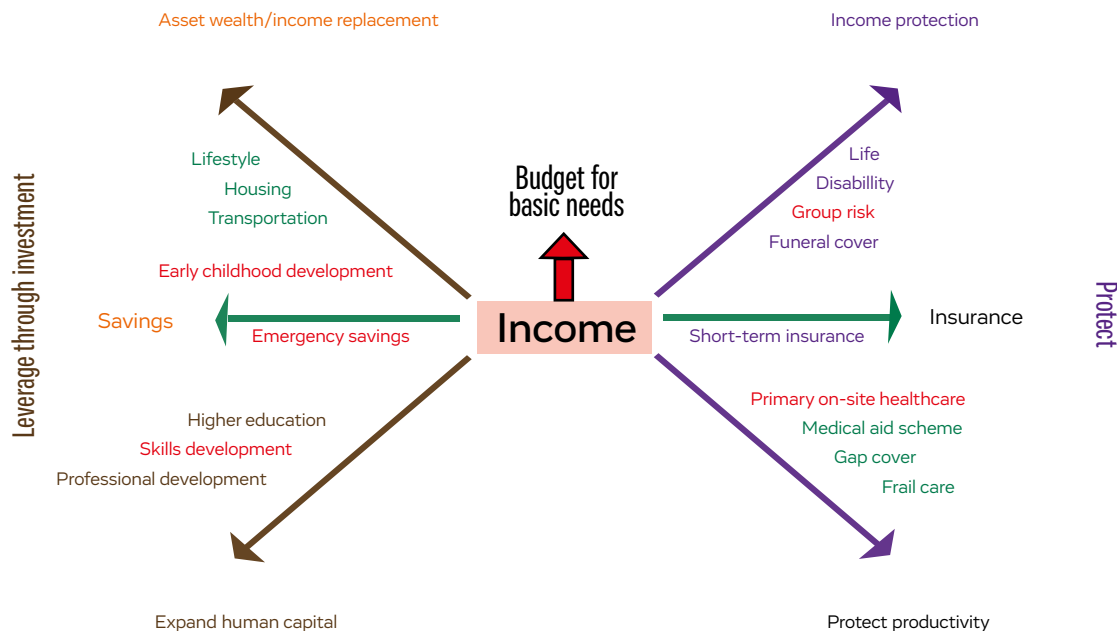 Asset wealth/income replacement
Income protection
Leverage through investment
Lifestyle
Housing
Transportation
Early childhood development
Savings
Emergency savings
Higher education
Skills development
Professional development
Expand human capital
Budget for
basic needs
Income
Life
Disabillity
Group risk
Funeral cover
Short-term insurance
Insurance
Protect
Primary on-site healthcare
Medical aid scheme
Gap cover
Frail care
Protect productivity